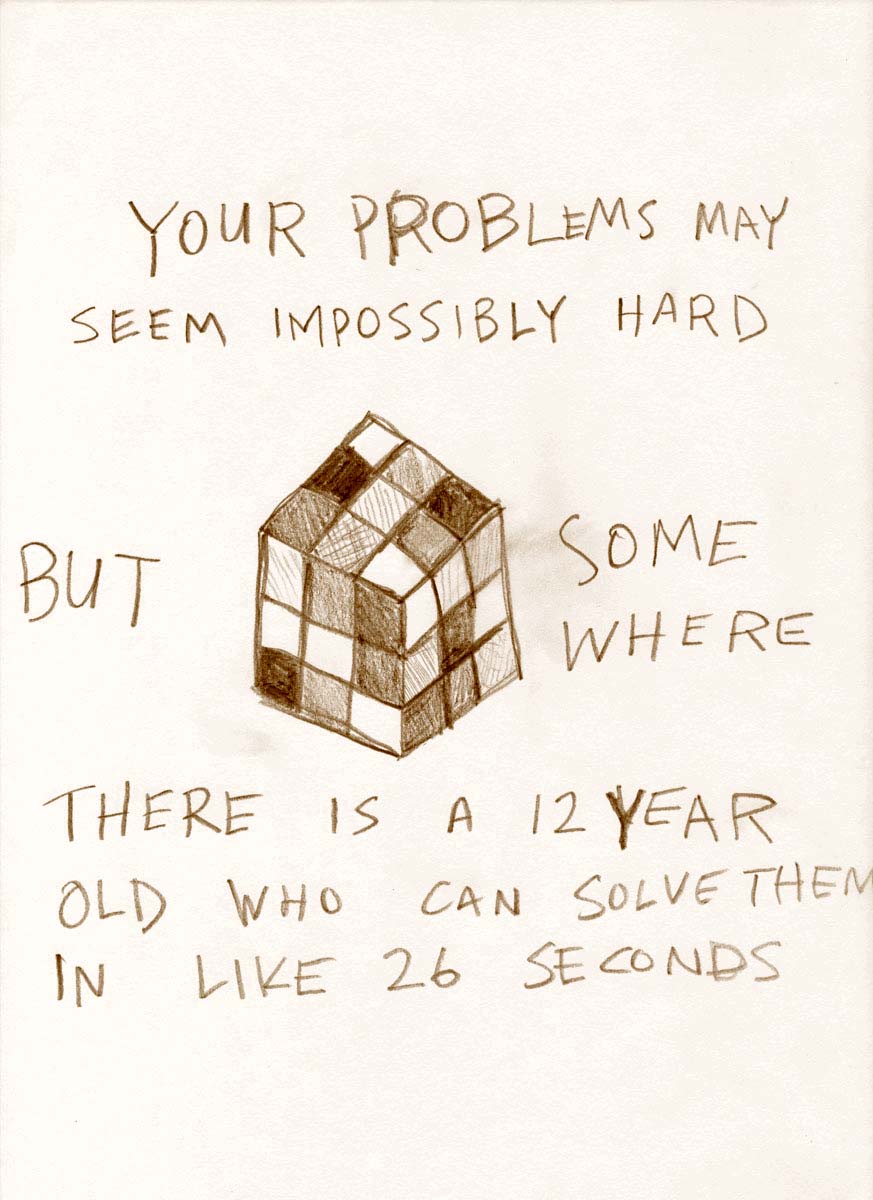 YOUR PROBLEMS MAY
SEEM IMPOSSIBLY HARD
BUT
SOME
WHERE
THERE IS A 12 YEAR
OLD WHO CAN SOLVE THEM
IN LIKE 26 SECONDS